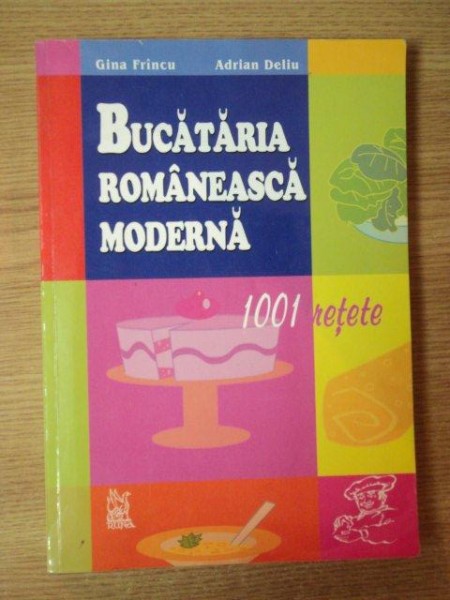 Gina Frîncu Adrian Deliu
BUCĂTĂRIA
ROMÂNEASCĂ
MODERNĂ
1001 rețete